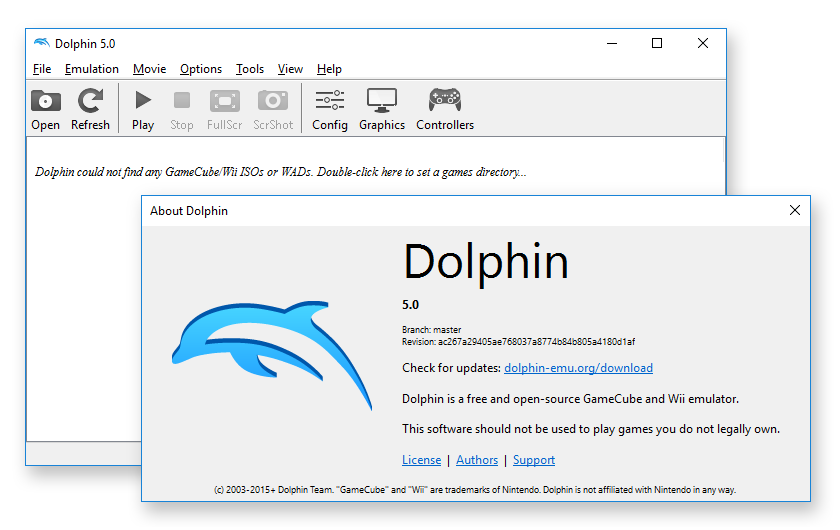 Dolphin 5.0
File Emulation Movie Options Tools View Help
Open Refresh Play Stop FullScr ScrShot Config Graphics Controllers
Dolphin could not find any GameCube/Wii ISOs or WADs. Double-click here to set a games directory...
About Dolphin
Dolphin
5.0
Branch: master
Revision: ac267a29405ae768037a8774b84b805a4180d1af
Check for updates: dolphin-emu.org/download
Dolphin is a free and open-source GameCube and Wii emulator.
This software should not be used to play games you do not legally own.
License | Authors | Support
(c) 2003-2015+ Dolphin Team. "GameCube" and "Wii" are trademarks of Nintendo. Dolphin is not affiliated with Nintendo in any way.